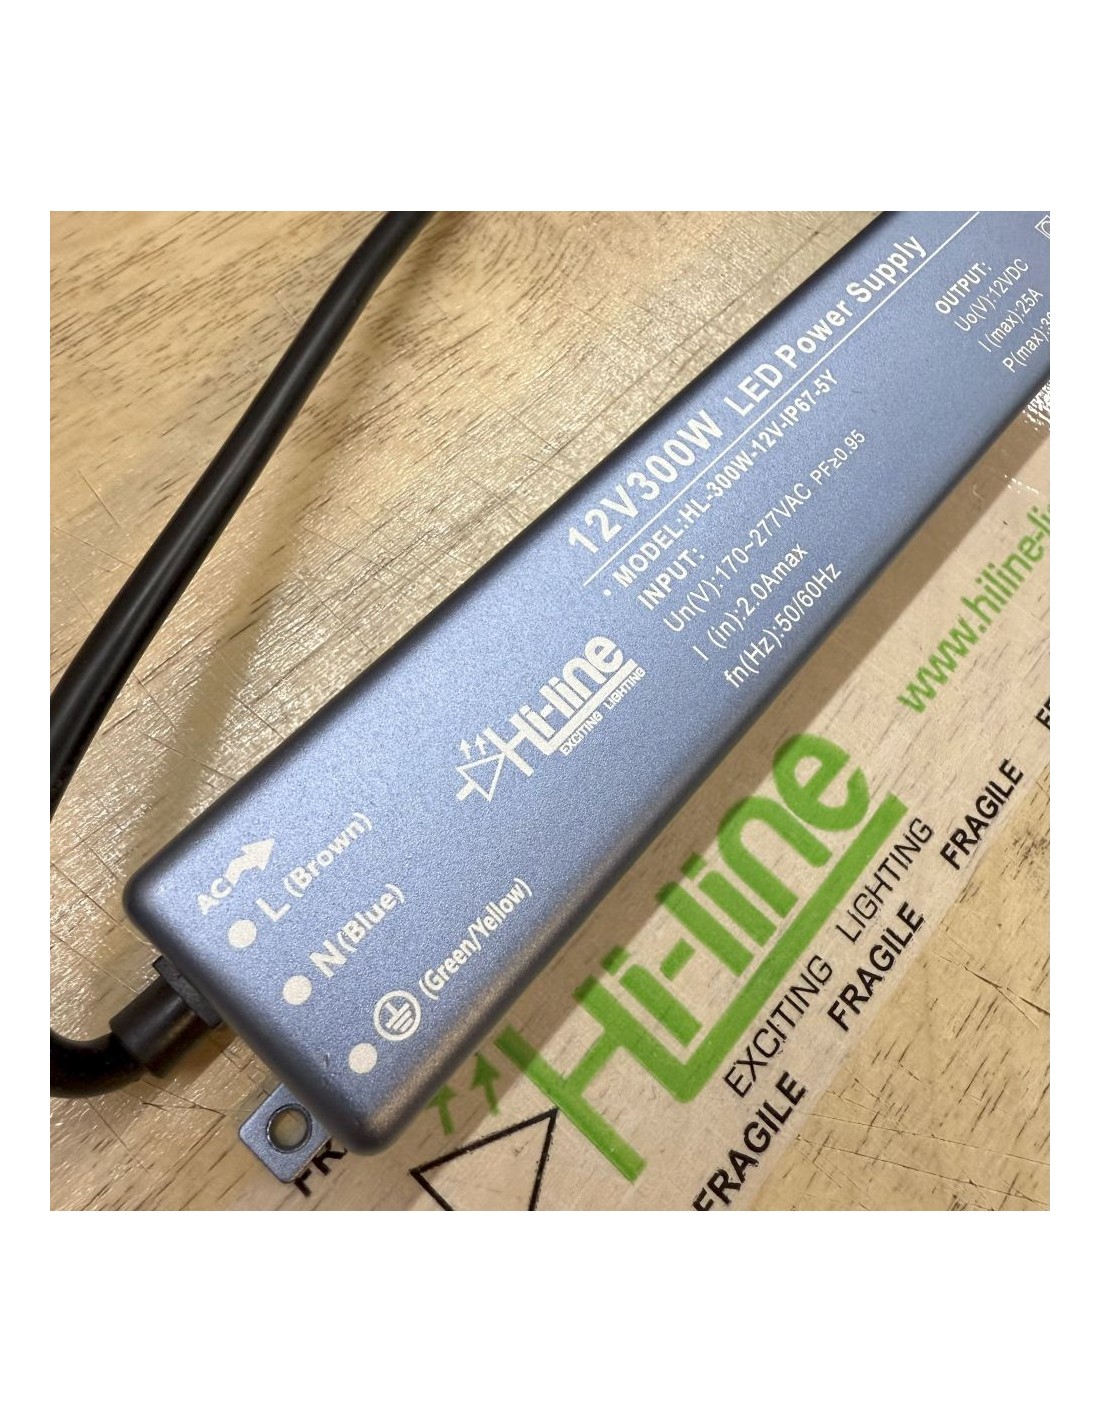 12V300W LED Power Supply
MODEL:HL-300W-12V-IP67-5Y
INPUT:
Un(V):170~277VAC PF≥0.95
I (in):2.0Amax
fn(Hz):50/60Hz
OUTPUT:
Uo(V):12VDC
I(max):25A
P(max):
Hi-line
EXCITING LIGHTING
AC
L (Brown)
N(Blue)
(Green/Yellow)
www.hiline-
Hi-line
EXCITING LIGHTING
FRAGILE
FRAGILE
FRAGILE